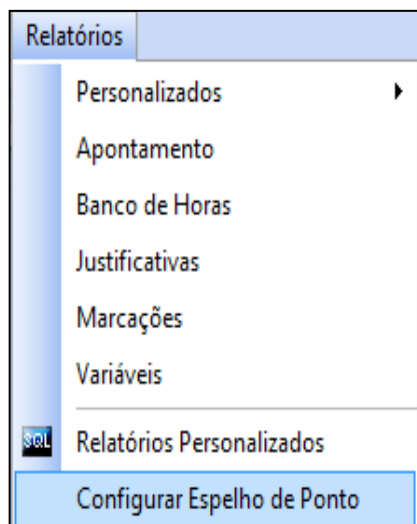 Relatórios
Personalizados
Apontamento
Banco de Horas
Justificativas
Marcações
Variáveis
SQL Relatórios Personalizados
Configurar Espelho de Ponto